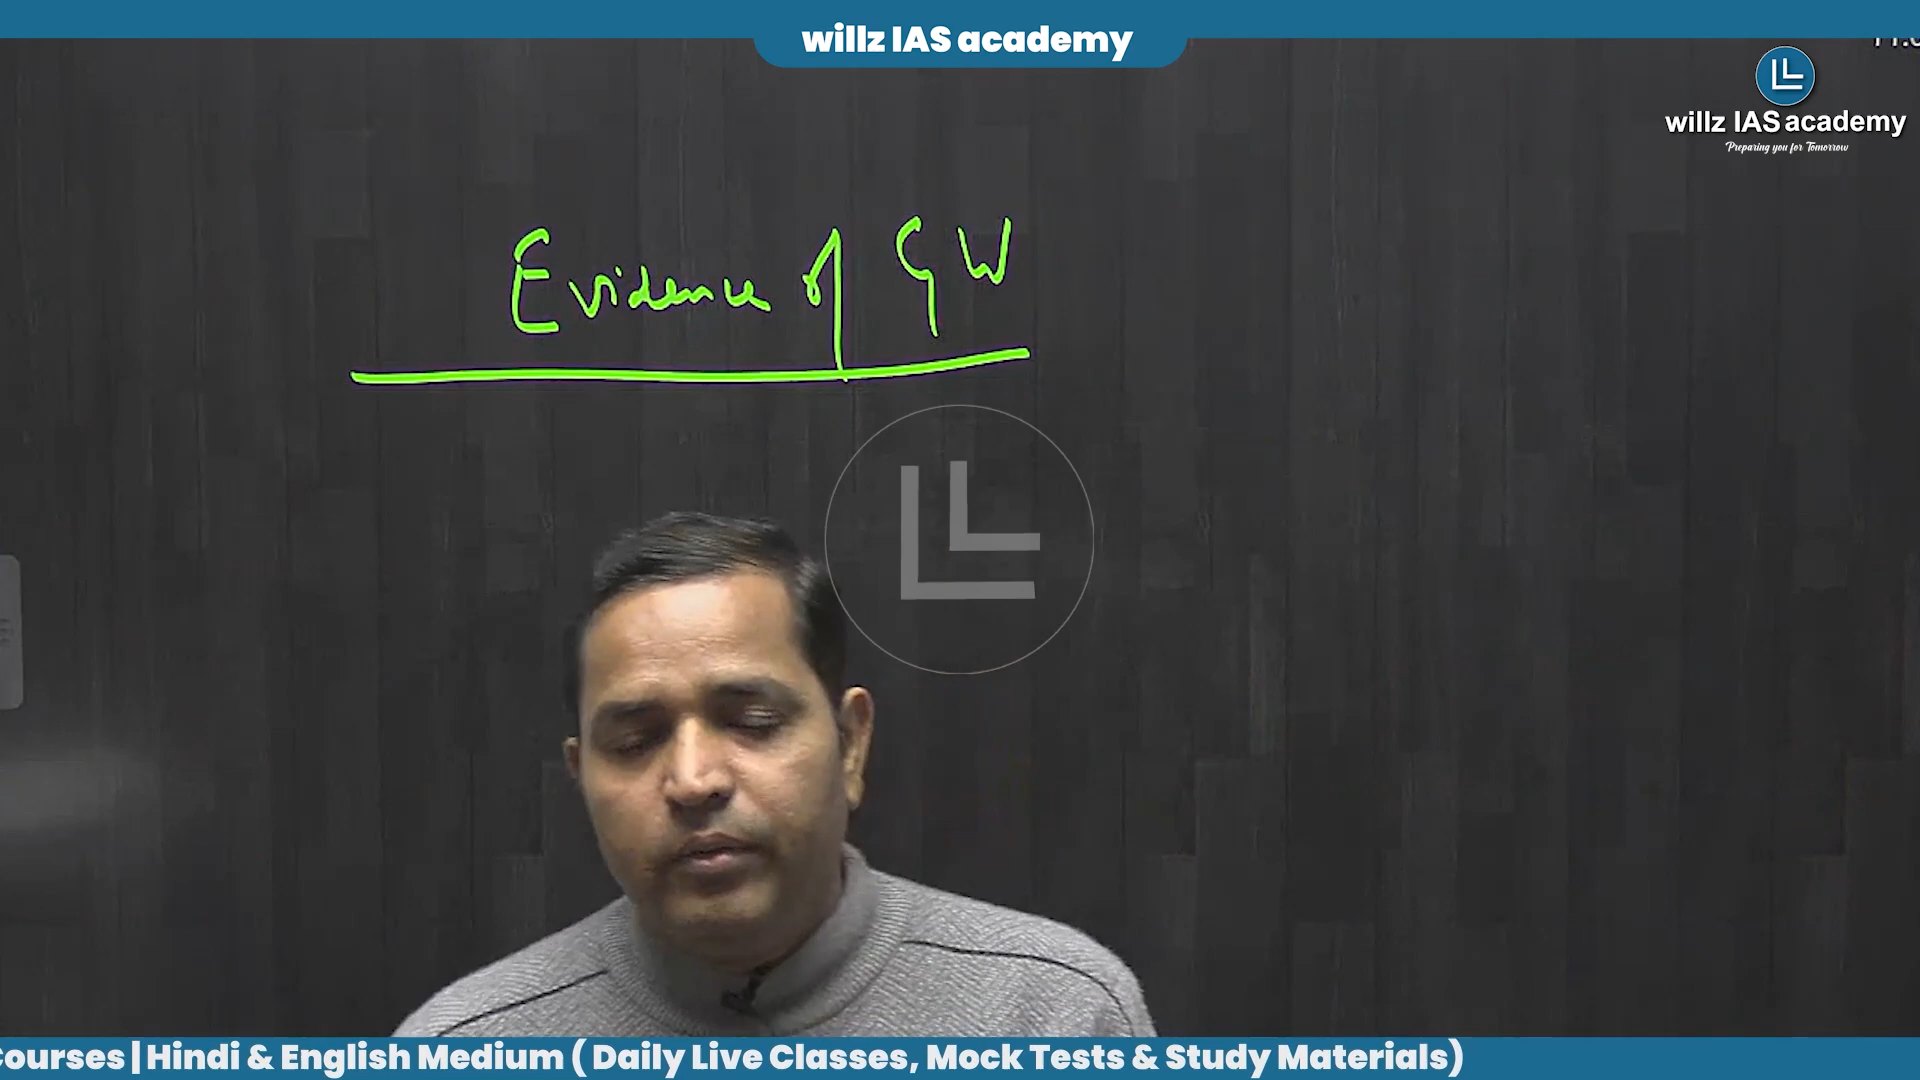 willz IAS academy
willz IAS academy
Preparing you for Tomorrow
Evidence of GW
Courses | Hindi & English Medium ( Daily Live Classes, Mock Tests & Study Materials)